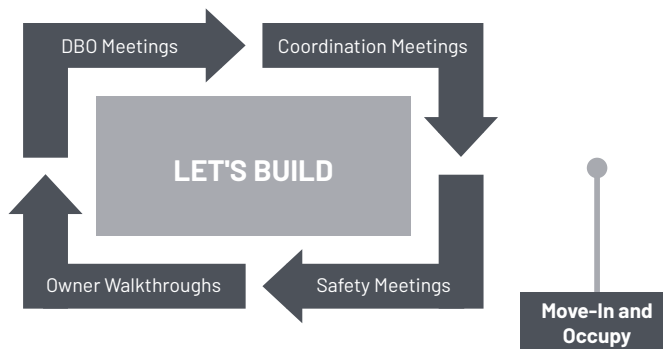 DBO Meetings
Coordination Meetings
LET'S BUILD
Owner Walkthroughs
Safety Meetings
Move-In and
Occupy